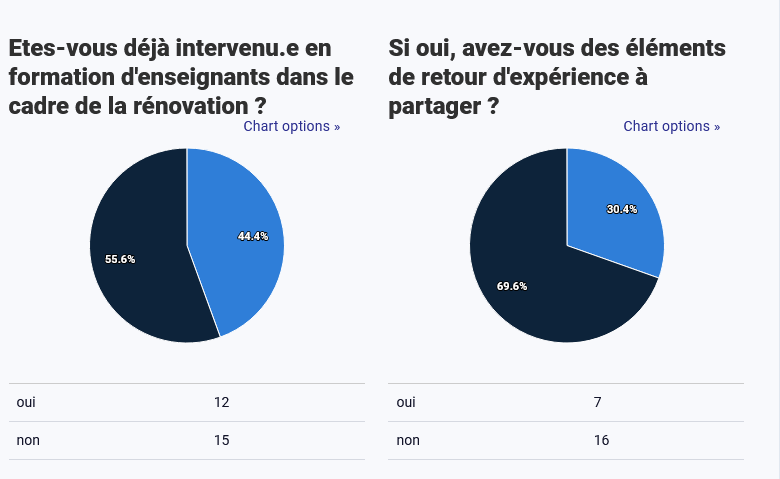 Etes-vous déjà intervenu.e en
formation d'enseignants dans le
cadre de la rénovation ?
Chart options »
44.4%
55.6%
oui 12
non 15
Si oui, avez-vous des éléments
de retour d'expérience à
partager ?
Chart options »
30.4%
69.6%
oui 7
non 16